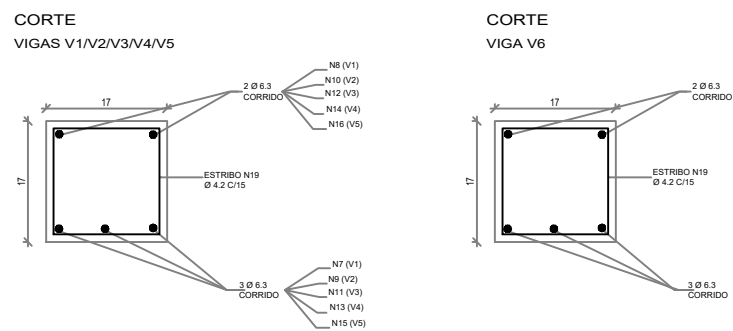 CORTE
VIGAS V1/V2/V3/V4/V5
17
17
2 Ø 6.3
CORRIDO
N8 (V1)
N10 (V2)
N12 (V3)
N14 (V4)
N16 (V5)
ESTRIBO N19
Ø 4.2 C/15
3 Ø 6.3
CORRIDO
N7 (V1)
N9 (V2)
N11 (V3)
N13 (V4)
N15 (V5)
CORTE
VIGA V6
17
17
2 Ø 6.3
CORRIDO
ESTRIBO N19
Ø 4.2 C/15
3 Ø 6.3
CORRIDO